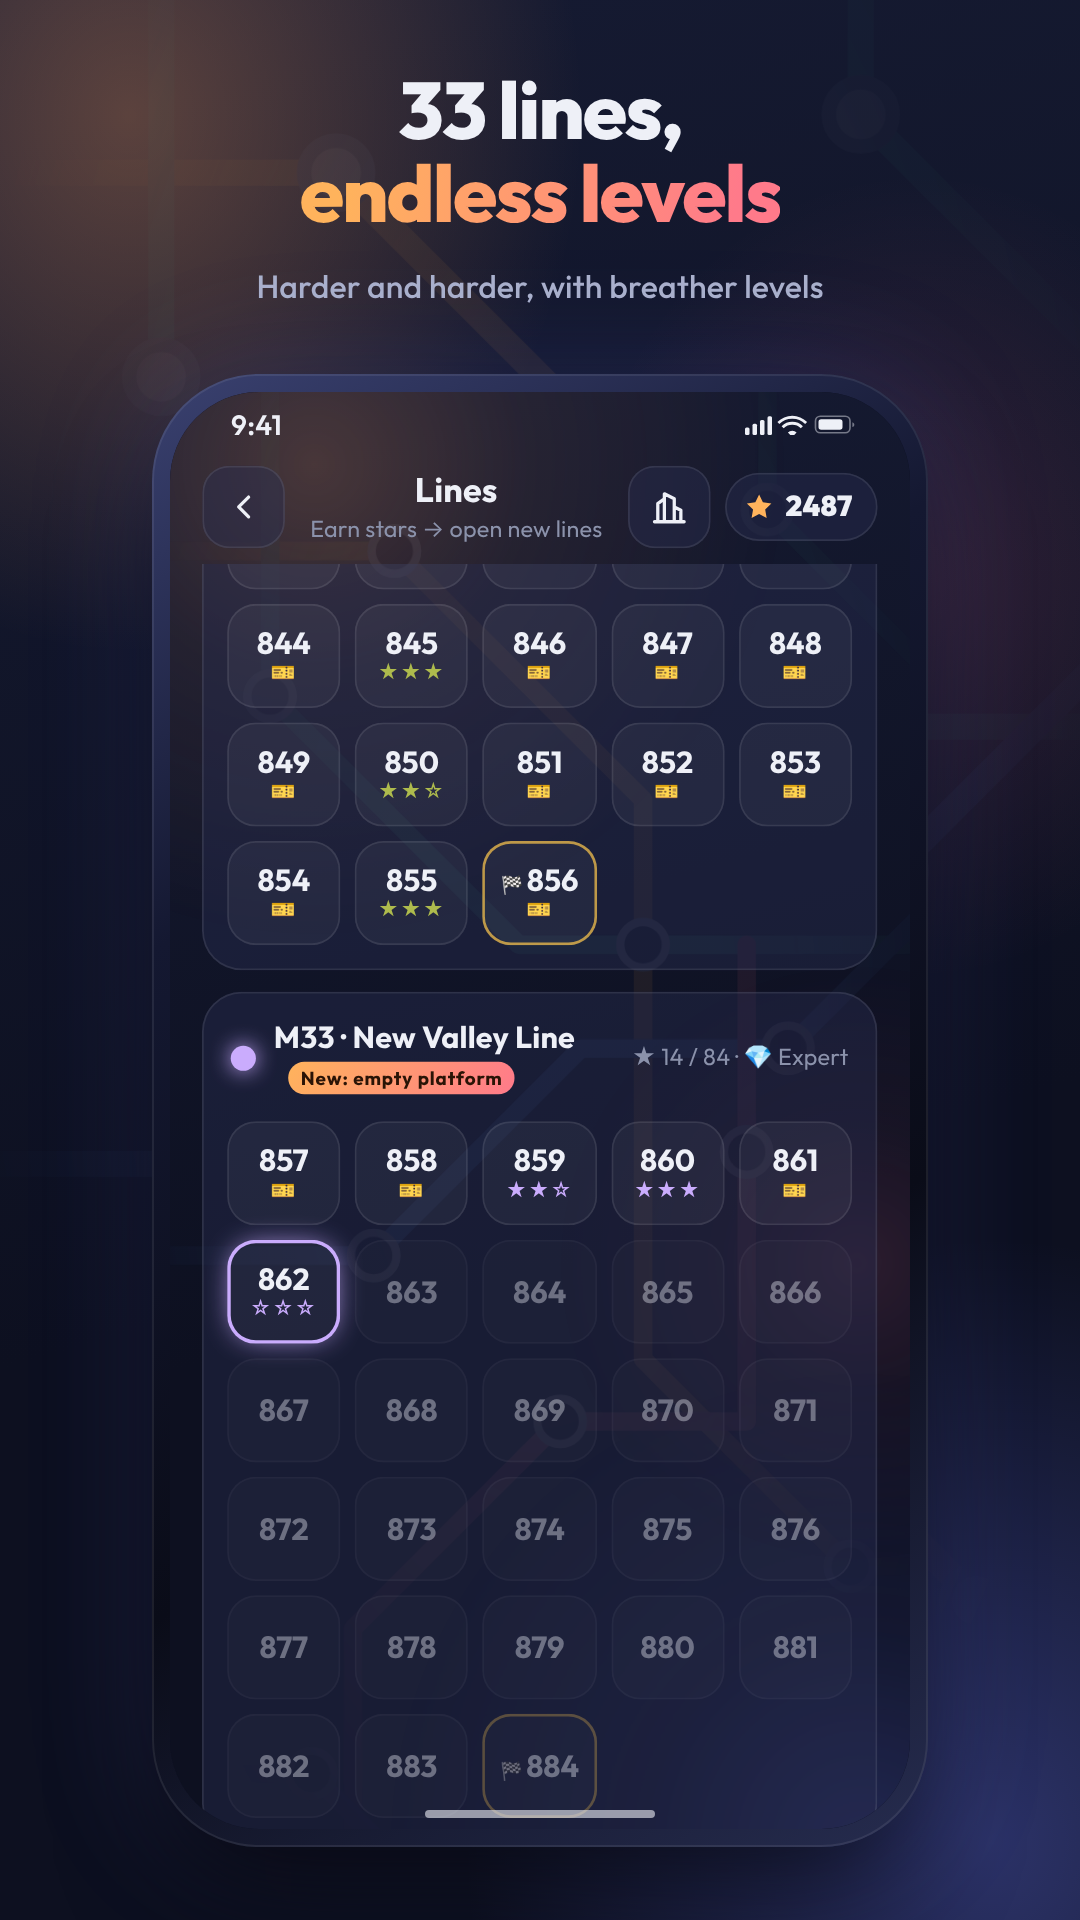 33 lines,
endless levels
Harder and harder, with breather levels
9:41
Lines
Earn stars → open new lines
2487
844 845 846 847 848
849 850 851 852 853
854 855 856
M33 · New Valley Line
New: empty platform
★ 14 / 84 · 💎 Expert
857 858 859 860 861
862 863 864 865 866
867 868 869 870 871
872 873 874 875 876
877 878 879 880 881
882 883 884